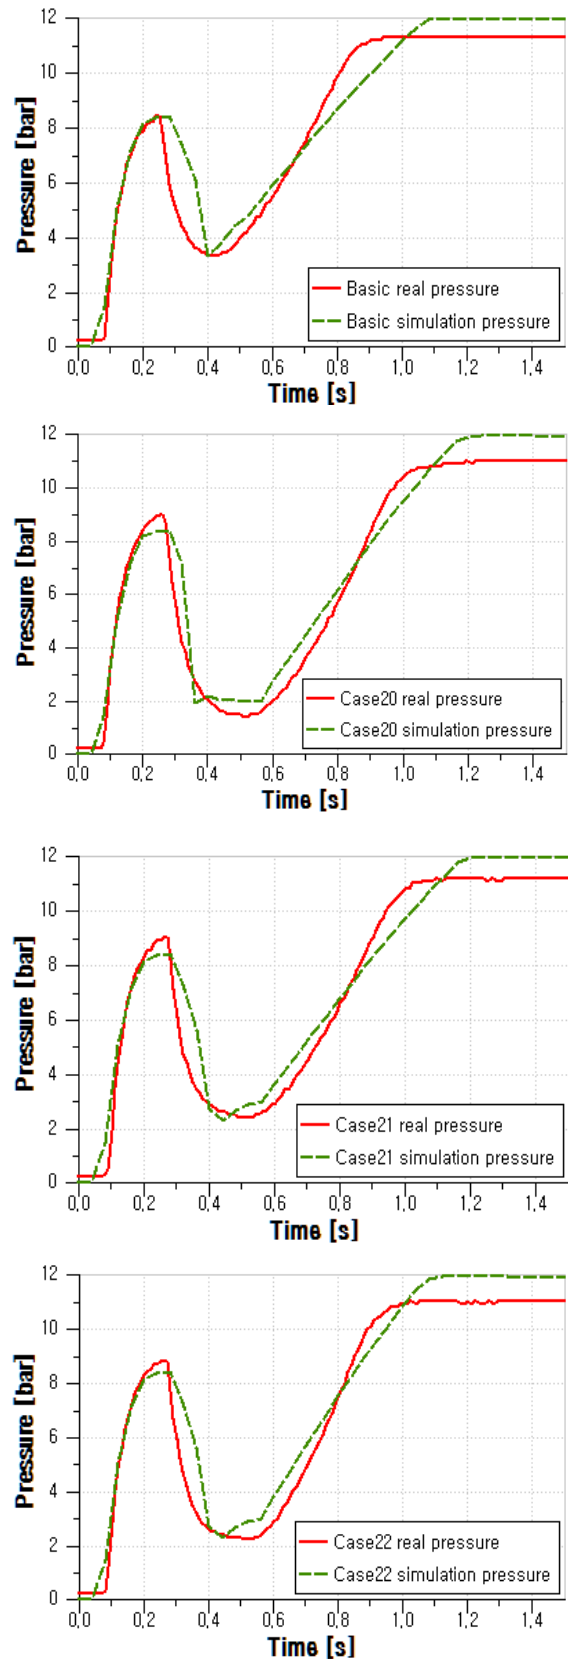 12
10
8
6
4
2
0
Pressure [bar]
Basic real pressure
Basic simulation pressure
0,0 0,2 0,4 0,6 0,8 1,0 1,2 1,4
Time [s]
12
10
8
6
4
2
0
Pressure [bar]
Case20 real pressure
Case20 simulation pressure
0,0 0,2 0,4 0,6 0,8 1,0 1,2 1,4
Time [s]
12
10
8
6
4
2
0
Pressure [bar]
Case21 real pressure
Case21 simulation pressure
0,0 0,2 0,4 0,6 0,8 1,0 1,2 1,4
Time [s]
12
10
8
6
4
2
0
Pressure [bar]
Case22 real pressure
Case22 simulation pressure
0,0 0,2 0,4 0,6 0,8 1,0 1,2 1,4
Time [s]